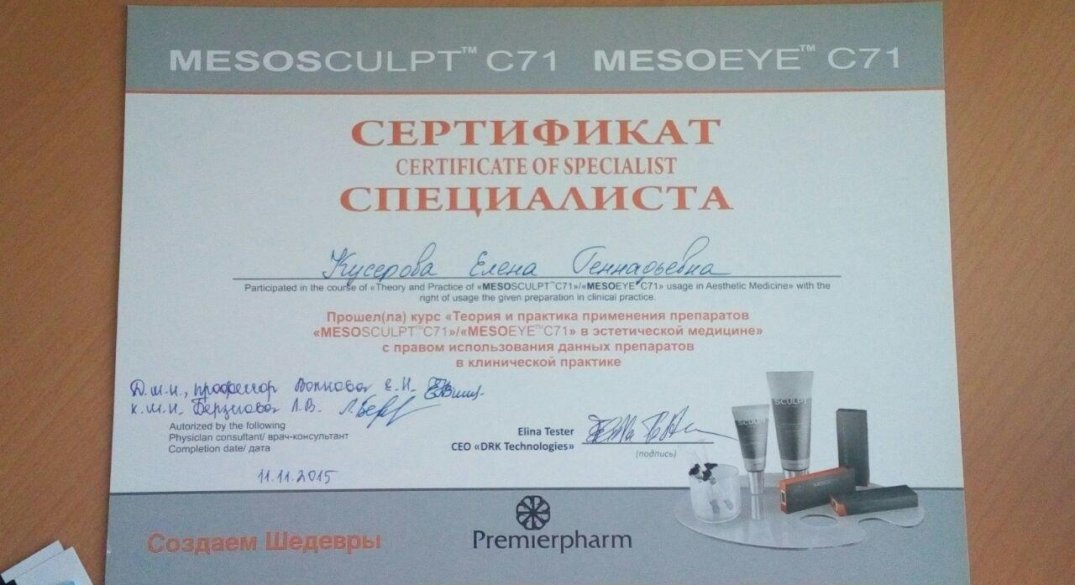 MESOSCULPT™ C71 MESOEYE™ C71
СЕРТИФИКАТ
CERTIFICATE OF SPECIALIST
СПЕЦИАЛИСТА
Кусерова Елена Геннадьевна
Participated in the course of «Theory and Practice of «MESOSCULPT™C71»/«MESOEYE™C71» usage in Aesthetic Medicine» with the
right of usage the given preparation in clinical practice.
Прошел(ла) курс «Теория и практика применения препаратов
«MESOSCULPT™C71»/«MESOEYE™C71» в эстетической медицине»
с правом использования данных препаратов
в клинической практике
Д.м.н., профессор Волкова Е.Н.
к.м.н. Берзегова Л.В.
Autorized by the following
Physician consultant/ врач-консультант
Completion date/ дата
11.11.2015
Elina Tester
CEO «DRK Technologies»
(подпись)
SCULPT
Создаем Шедевры
Premierpharm